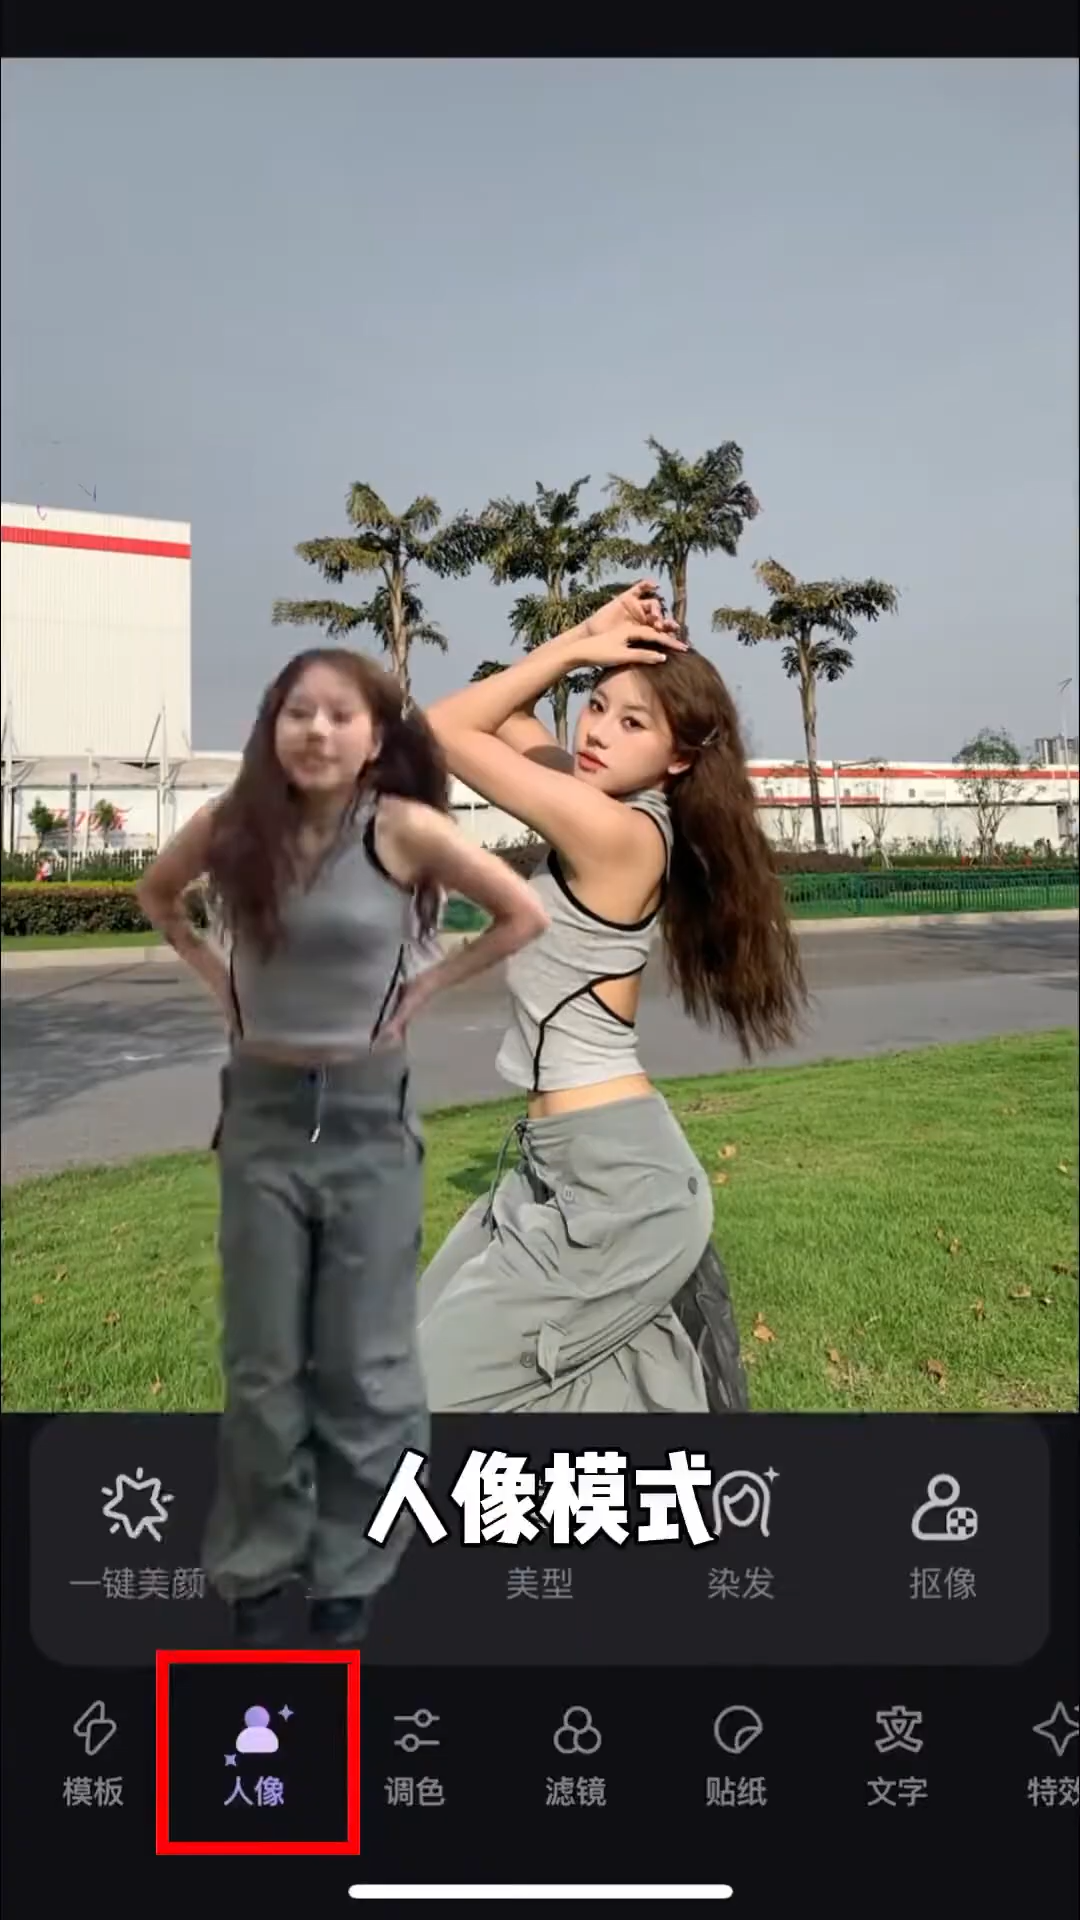 人像模式
一键美颜
美型
染发
抠像
模板
人像
调色
滤镜
贴纸
文字
特效